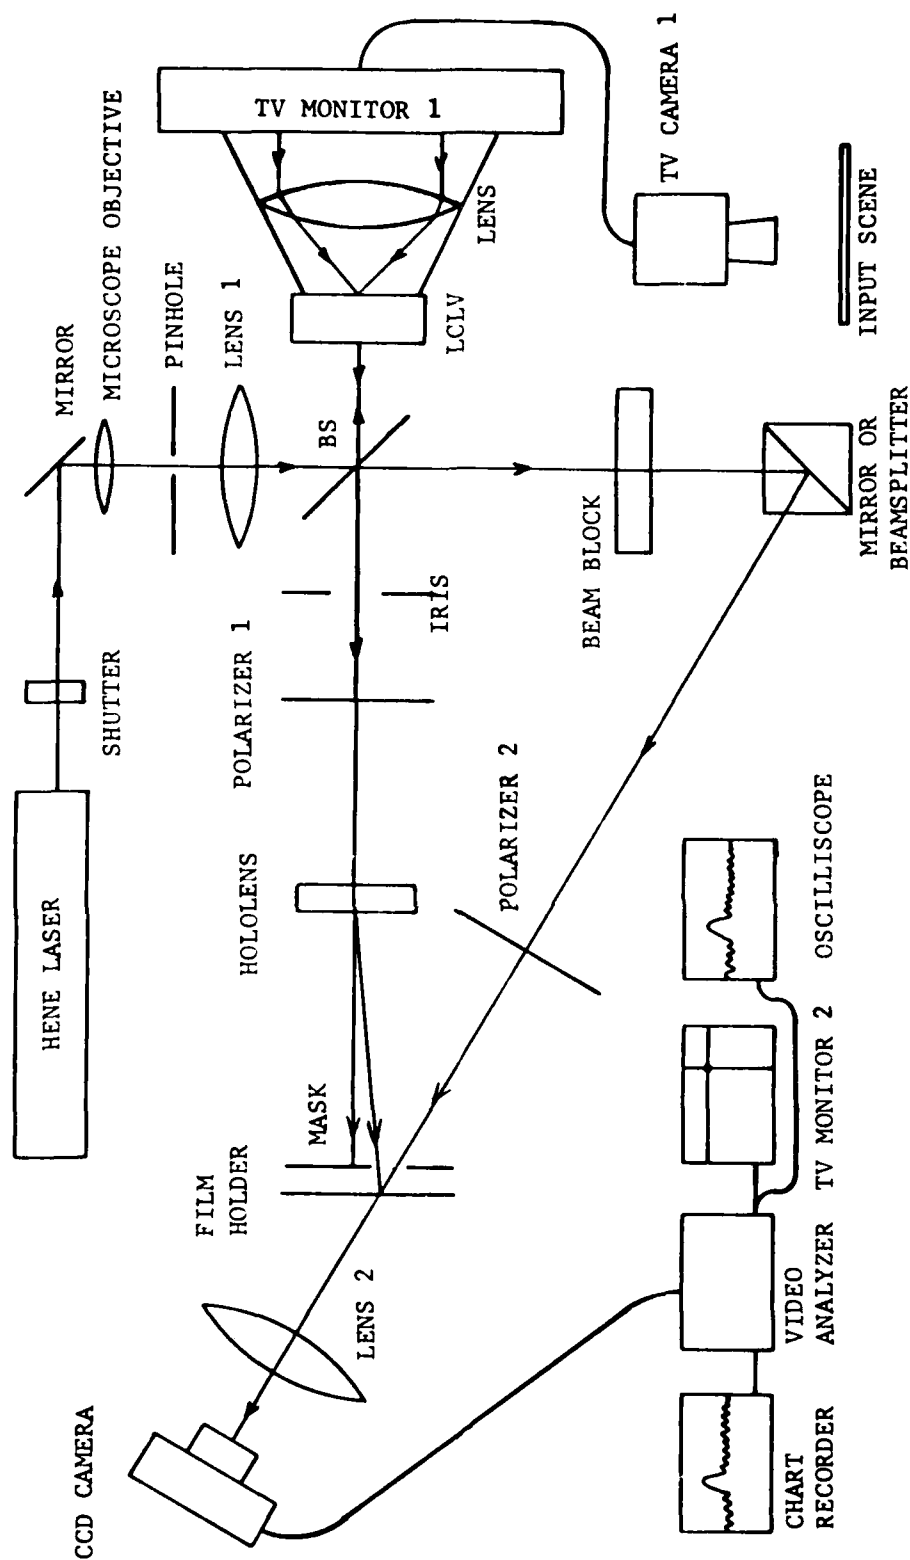 HENE LASER
SHUTTER
MIRROR
MICROSCOPE OBJECTIVE
PINHOLE
LENS 1
TV MONITOR 1
LENS
LCLV
BS
IRIS
POLARIZER 1
HOLOLENS
MASK
FILM
HOLDER
LENS 2
CCD CAMERA
TV CAMERA 1
INPUT SCENE
BEAM BLOCK
MIRROR OR
BEAMSPLITTER
POLARIZER 2
OSCILLISCOPE
TV MONITOR 2
VIDEO
ANALYZER
CHART
RECORDER